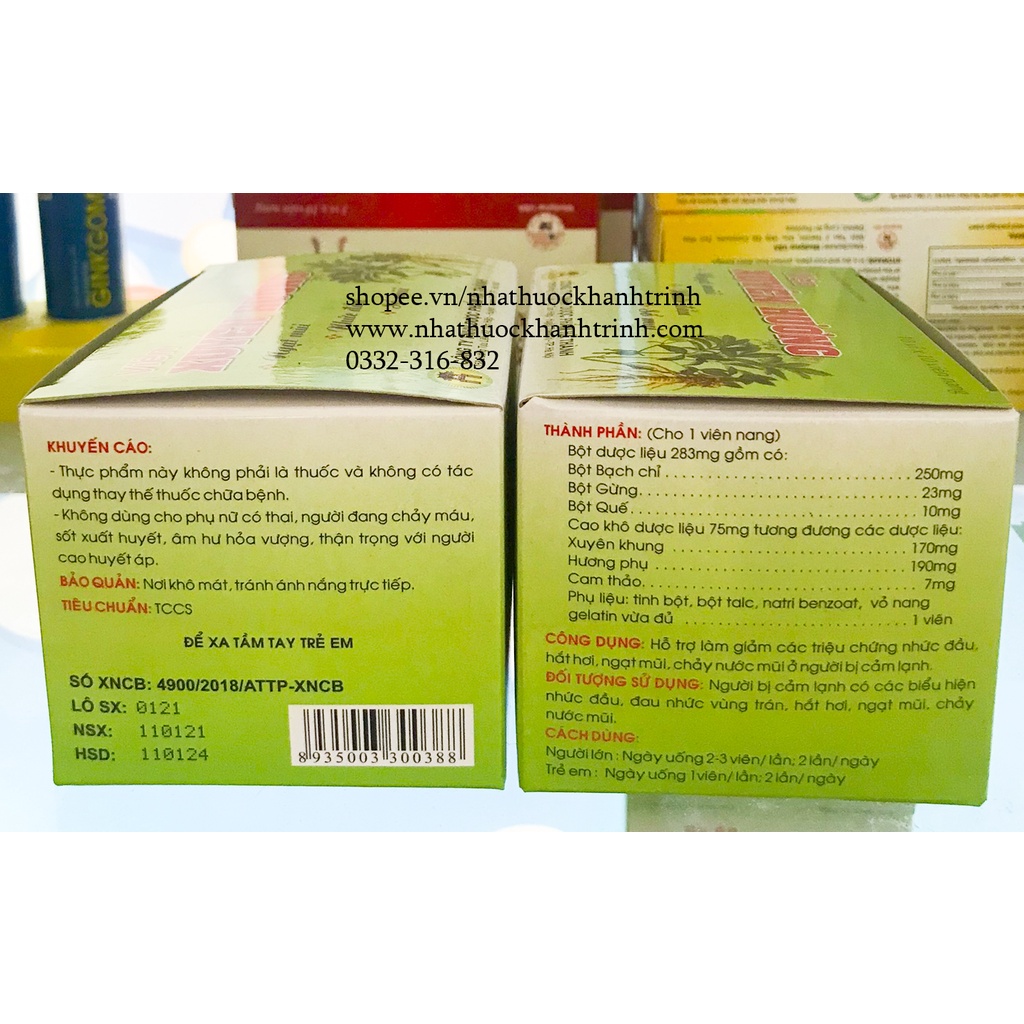 GINKGOM
shopee.vn/nhathuockhanhtrinh
www.nhathuockhanhtrinh.com
0332-316-832
KHUYẾN CÁO:
- Thực phẩm này không phải là thuốc và không có tác
dụng thay thế thuốc chữa bệnh.
- Không dùng cho phụ nữ có thai, người đang chảy máu,
sốt xuất huyết, âm hư hỏa vượng, thận trọng với người
cao huyết áp.
BẢO QUẢN: Nơi khô mát, tránh ánh nắng trực tiếp.
TIÊU CHUẨN: TCCS
ĐỂ XA TẦM TAY TRẺ EM
SỐ XNCB: 4900/2018/ATTP-XNCB
LÔ SX: 0121
NSX: 110121
HSD: 110124
8 935003 300388
THÀNH PHẦN: (Cho 1 viên nang)
Bột dược liệu 283mg gồm có:
Bột Bạch chỉ ........ 250mg
Bột Gừng........ 23mg
Bột Quế........ 10mg
Cao khô dược liệu 75mg tương đương các dược liệu:
Xuyên khung ........ 170mg
Hương phụ ........ 190mg
Cam thảo........ 7mg
Phụ liệu: tinh bột, bột talc, natri benzoat, vỏ nang
gelatin vừa đủ ........ 1 viên
CÔNG DỤNG: Hỗ trợ làm giảm các triệu chứng nhức đầu,
hắt hơi, ngạt mũi, chảy nước mũi ở người bị cảm lạnh.
ĐỐI TƯỢNG SỬ DỤNG: Người bị cảm lạnh có các biểu hiện
nhức đầu, đau nhức vùng trán, hắt hơi, ngạt mũi, chảy
nước mũi.
CÁCH DÙNG:
Người lớn: Ngày uống 2-3 viên/ lần; 2 lần/ ngày
Trẻ em : Ngày uống 1viên/ lần; 2 lần/ ngày